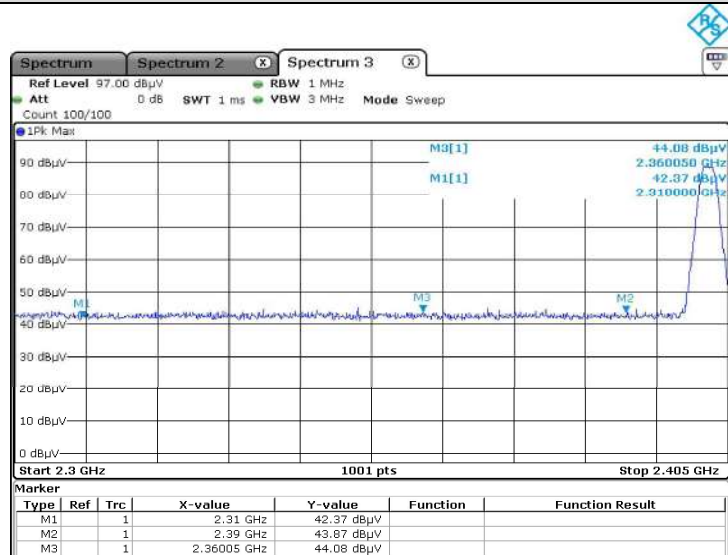 R&S
Spectrum Spectrum 2 X Spectrum 3 X
Ref Level 97.00 dBµV RBW 1 MHz
Att 0 dB SWT 1 ms VBW 3 MHz Mode Sweep
Count 100/100
1Pk Max
M3[1] 44.08 dBµV
2.360050 GHz
M1[1] 42.37 dBµV
2.310000 GHz
90 dBµV
80 dBµV
70 dBµV
60 dBµV
50 dBµV
M1 M3 M2
40 dBµV
30 dBµV
20 dBµV
10 dBµV
0 dBµV
Start 2.3 GHz 1001 pts Stop 2.405 GHz
Marker
Type Ref Trc X-value Y-value Function Function Result
M1 1 2.31 GHz 42.37 dBµV
M2 1 2.39 GHz 43.87 dBµV
M3 1 2.36005 GHz 44.08 dBµV